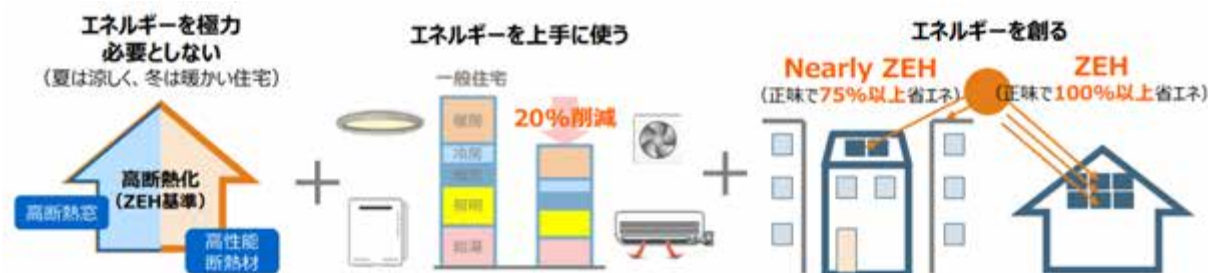 エネルギーを極力
必要としない
(夏は涼しく、冬は暖かい住宅)
高断熱化
(ZEH基準)
高断熱窓
高性能
断熱材
エネルギーを上手に使う
一般住宅
暖房
冷房
換気
照明
給湯
20%削減
エネルギーを創る
Nearly ZEH
(正味で75%以上省エネ)
ZEH
(正味で100%以上省エネ)